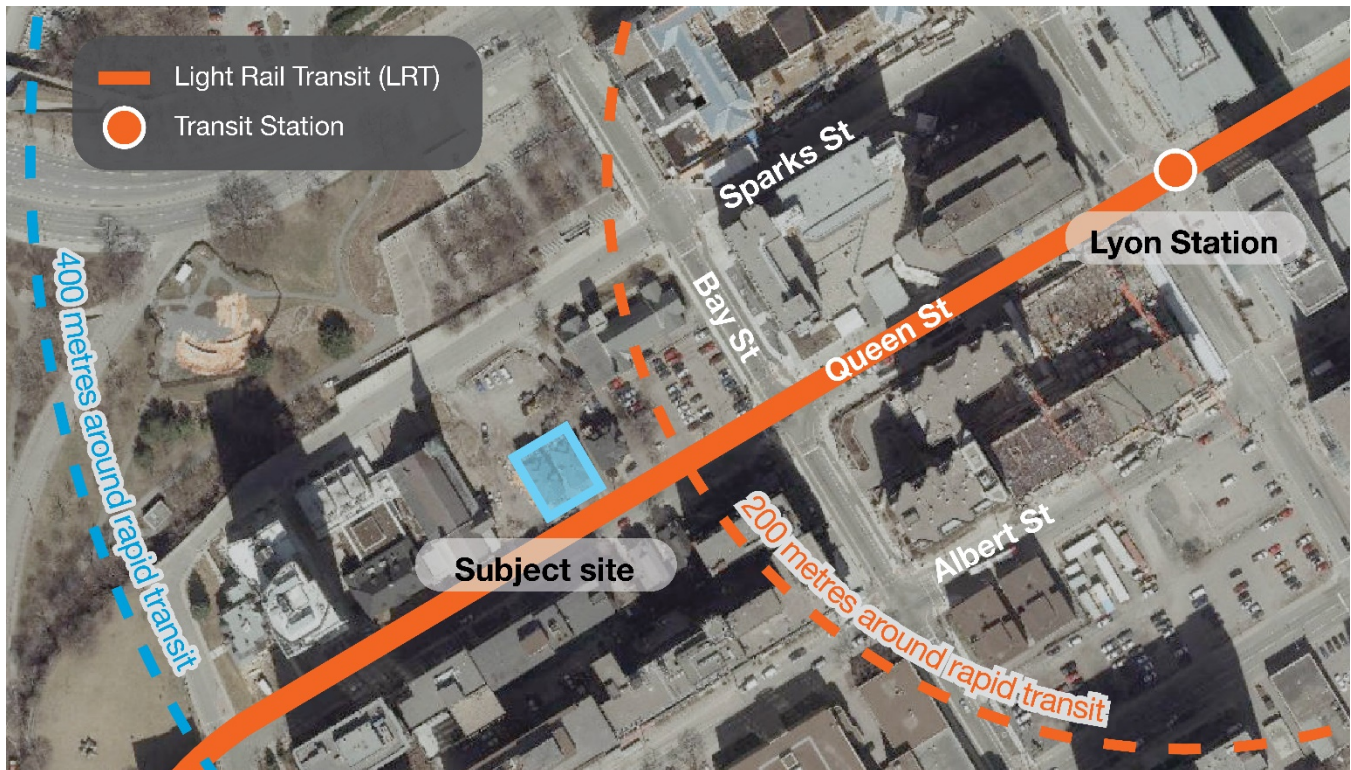 Light Rail Transit (LRT)
Transit Station
Sparks St
Lyon Station
Bay St
Queen St
400 metres around rapid transit
Subject site
Albert St
200 metres around rapid transit